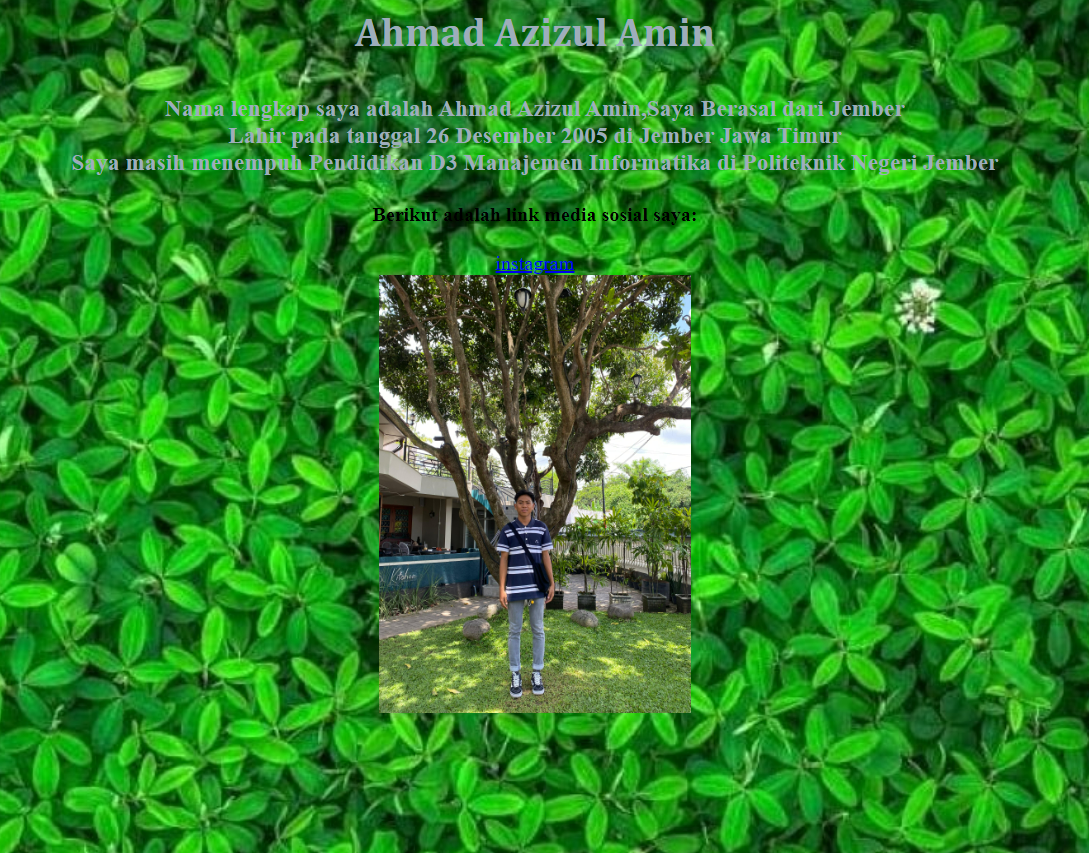 Ahmad Azizul Amin
Nama lengkap saya adalah Ahmad Azizul Amin,Saya Berasal dari Jember
Lahir pada tanggal 26 Desember 2005 di Jember Jawa Timur
Saya masih menempuh Pendidikan D3 Manajemen Informatika di Politeknik Negeri Jember
Berikut adalah link media sosial saya:
instagram